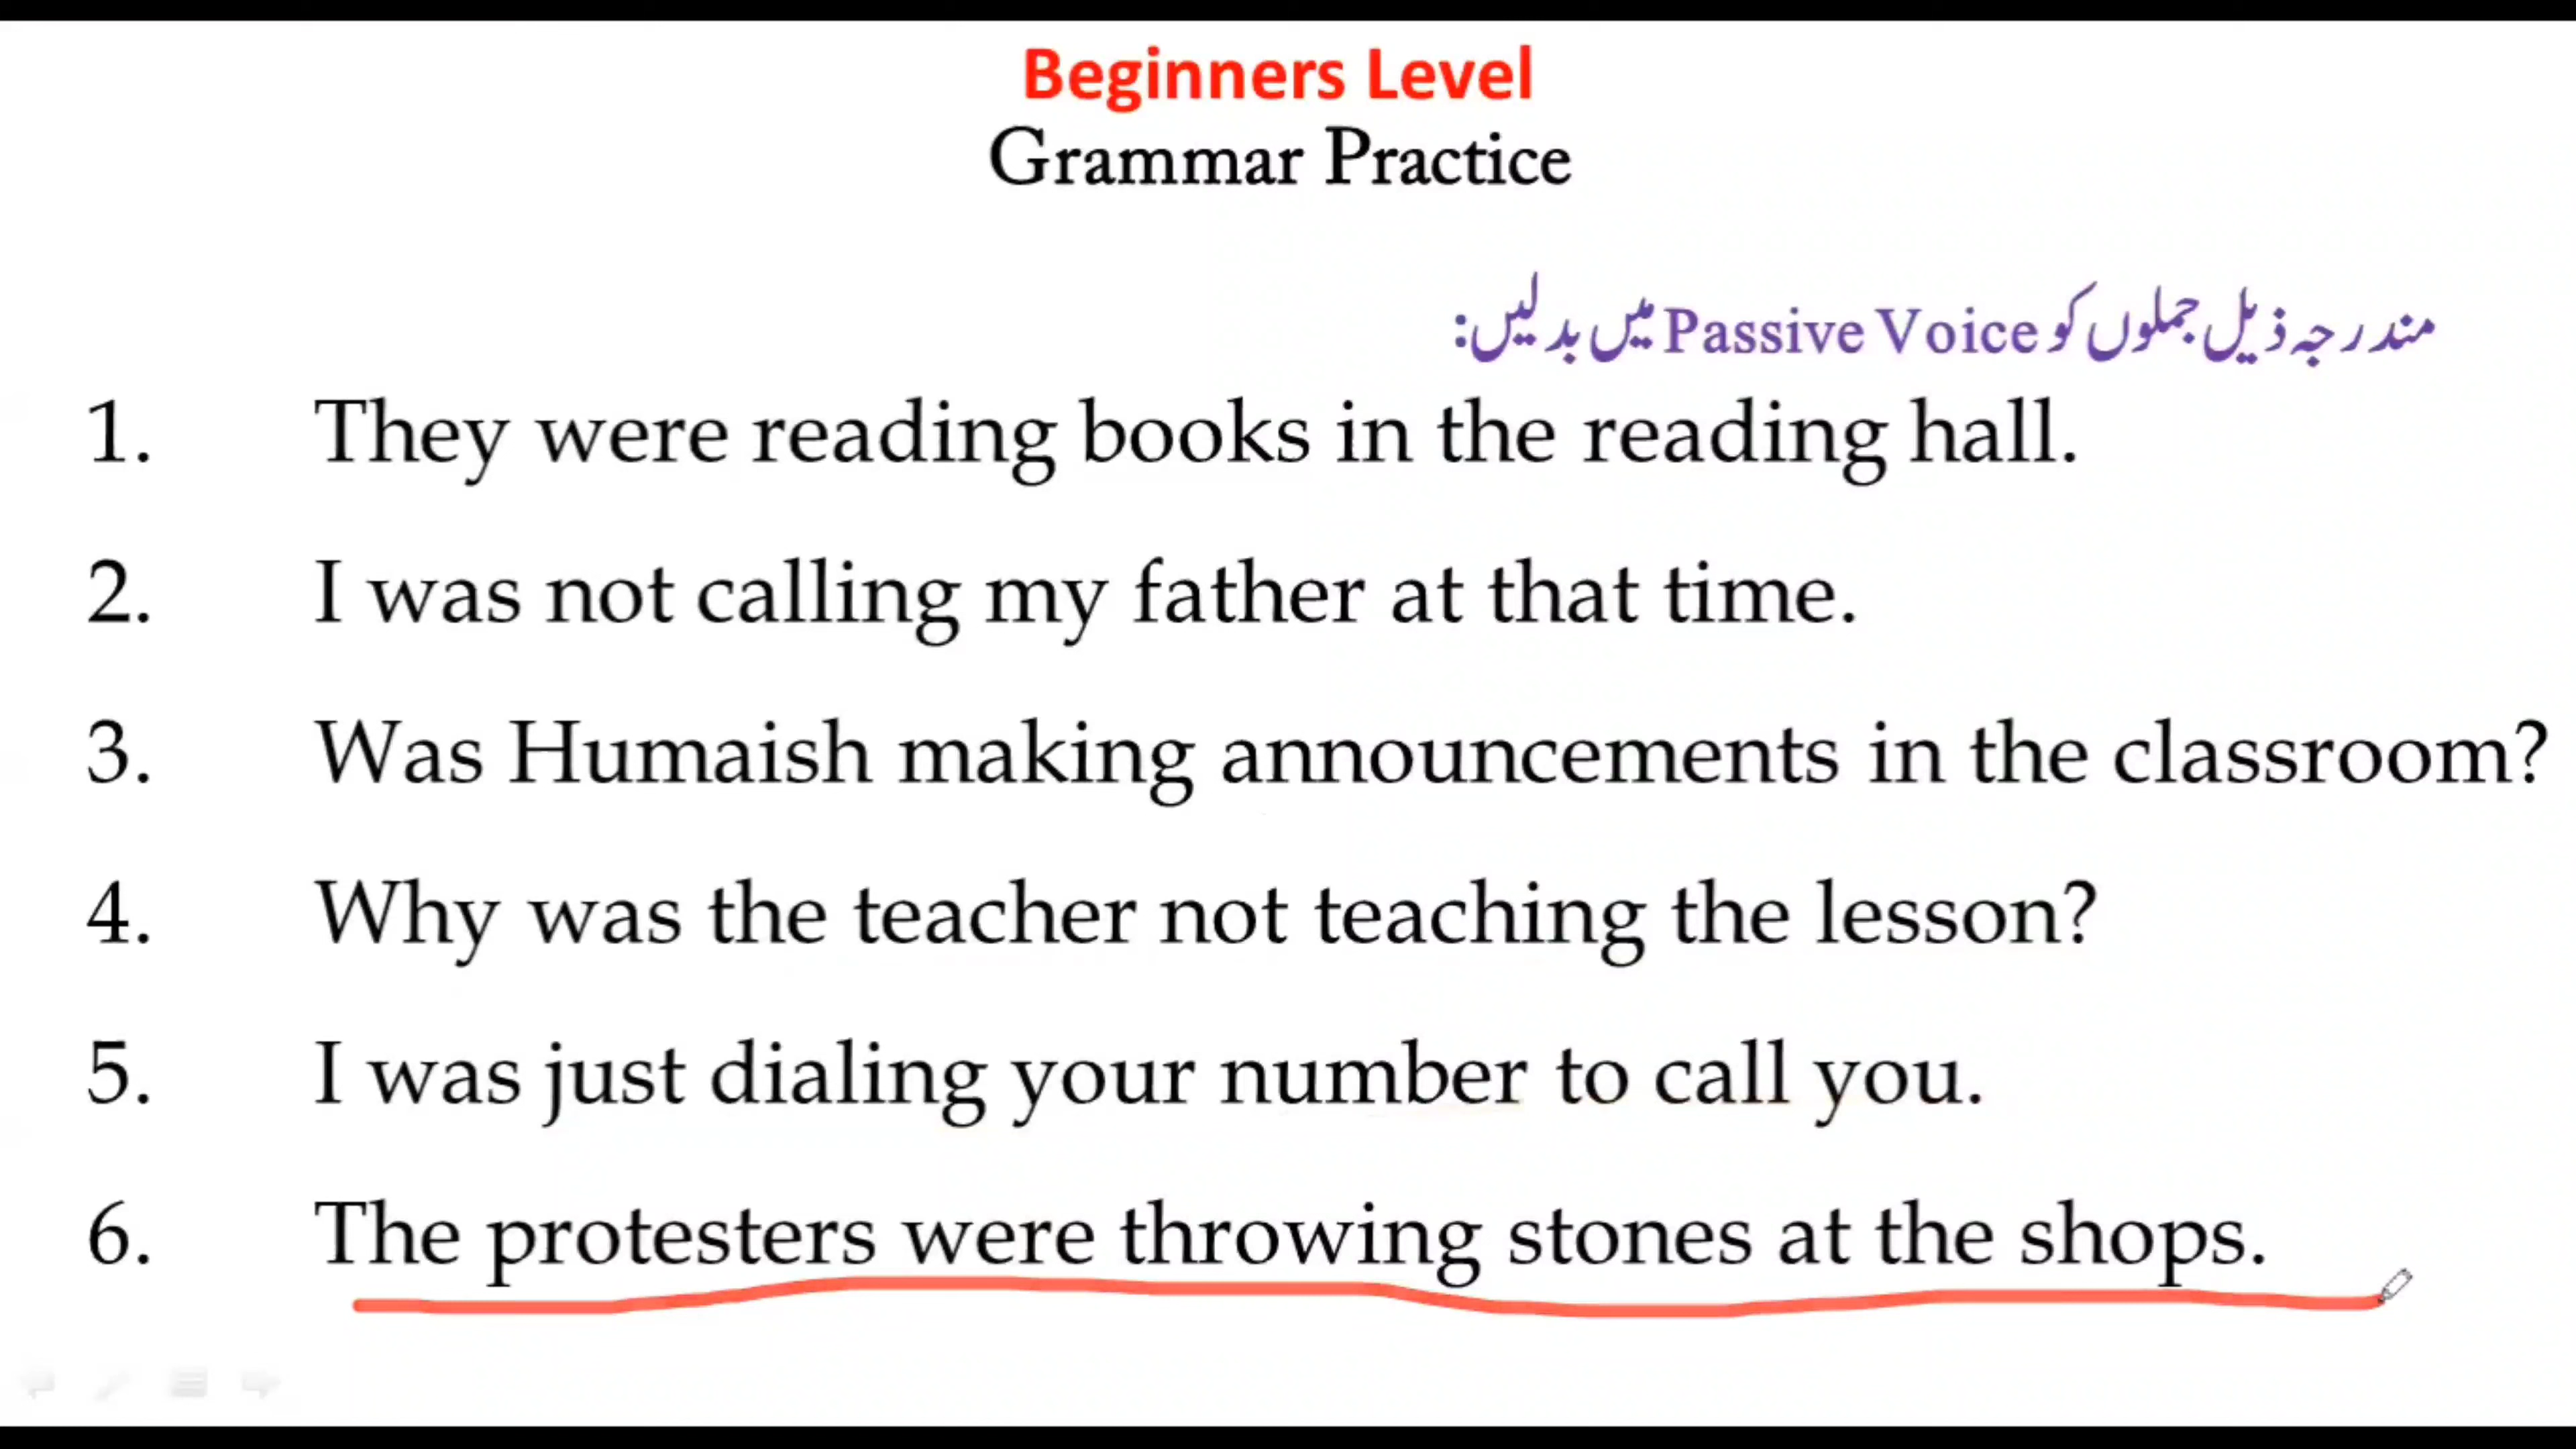 Beginners Level
Grammar Practice
مندرجہ ذیل جملوں کو Passive Voice میں بدلیں:
1. They were reading books in the reading hall.
2. I was not calling my father at that time.
3. Was Humaish making announcements in the classroom?
4. Why was the teacher not teaching the lesson?
5. I was just dialing your number to call you.
6. The protesters were throwing stones at the shops.